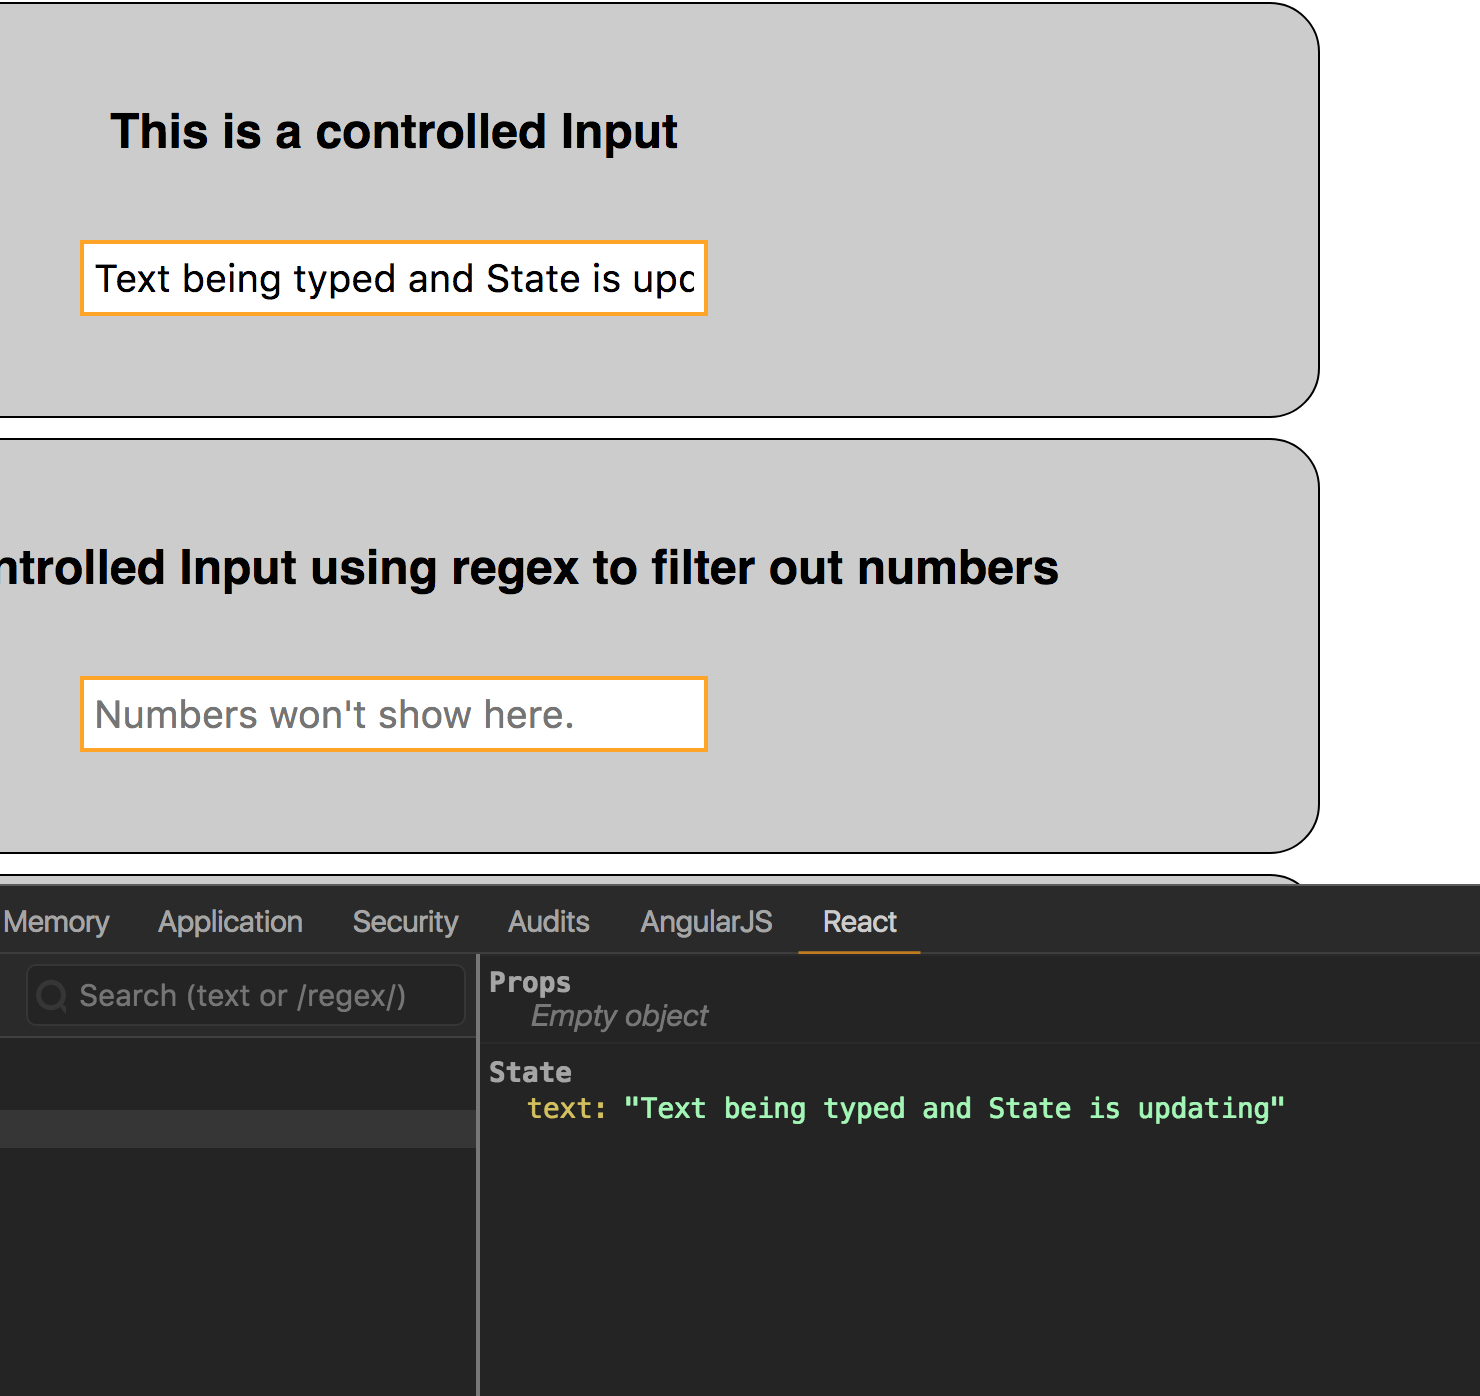 This is a controlled Input
Text being typed and State is upd
ntrolled Input using regex to filter out numbers
Numbers won't show here.
Memory Application Security Audits AngularJS React
Search (text or /regex/)
Props
Empty object
State
text: "Text being typed and State is updating"